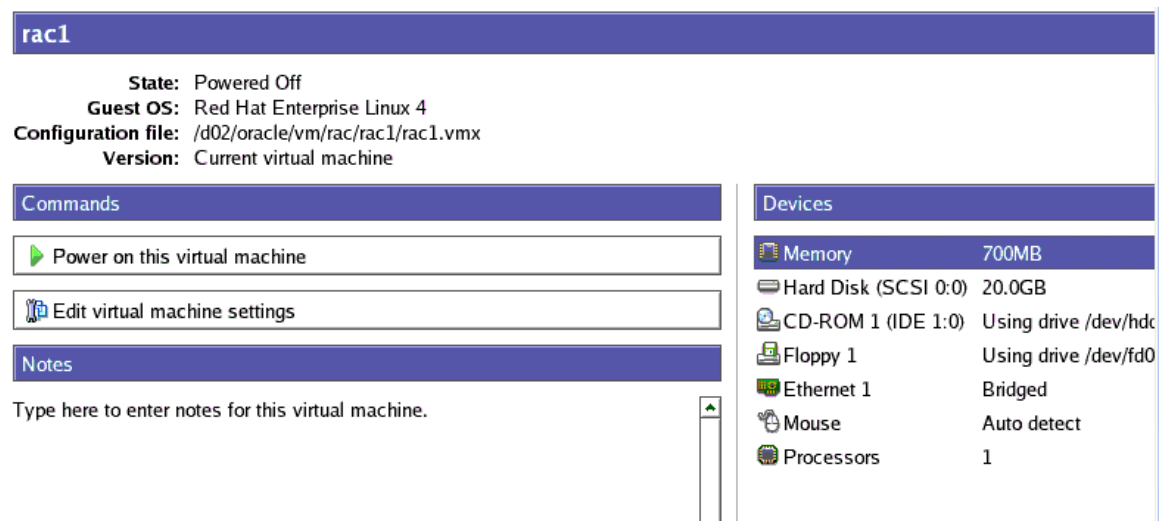 rac1
State: Powered Off
Guest OS: Red Hat Enterprise Linux 4
Configuration file: /d02/oracle/vm/rac/rac1/rac1.vmx
Version: Current virtual machine
Commands
Power on this virtual machine
Edit virtual machine settings
Notes
Type here to enter notes for this virtual machine.
Devices
Memory 700MB
Hard Disk (SCSI 0:0) 20.0GB
CD-ROM 1 (IDE 1:0) Using drive /dev/hdc
Floppy 1 Using drive /dev/fd0
Ethernet 1 Bridged
Mouse Auto detect
Processors 1